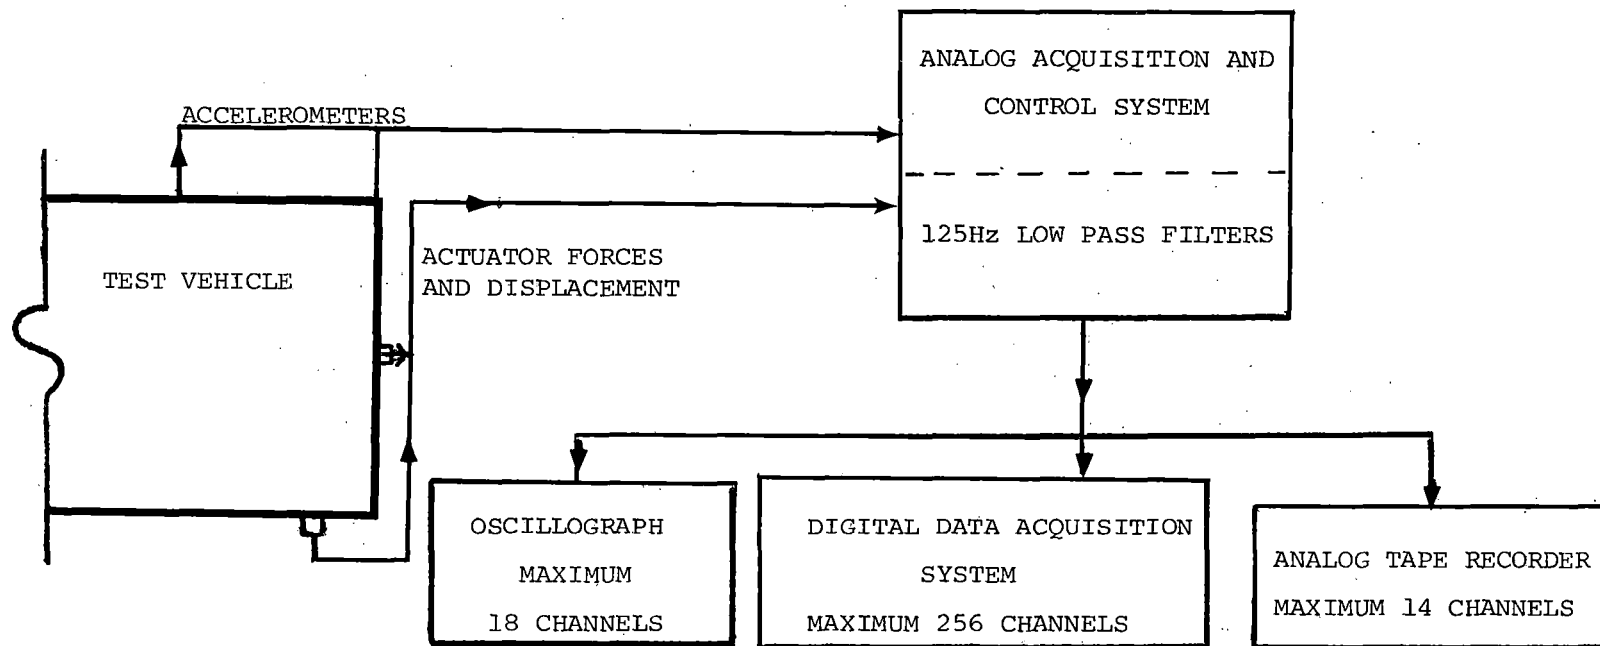 ANALOG ACQUISITION AND
CONTROL SYSTEM
125Hz LOW PASS FILTERS
ACCELEROMETERS
ACTUATOR FORCES
AND DISPLACEMENT
TEST VEHICLE
OSCILLOGRAPH
MAXIMUM
18 CHANNELS
DIGITAL DATA ACQUISITION
SYSTEM
MAXIMUM 256 CHANNELS
ANALOG TAPE RECORDER
MAXIMUM 14 CHANNELS